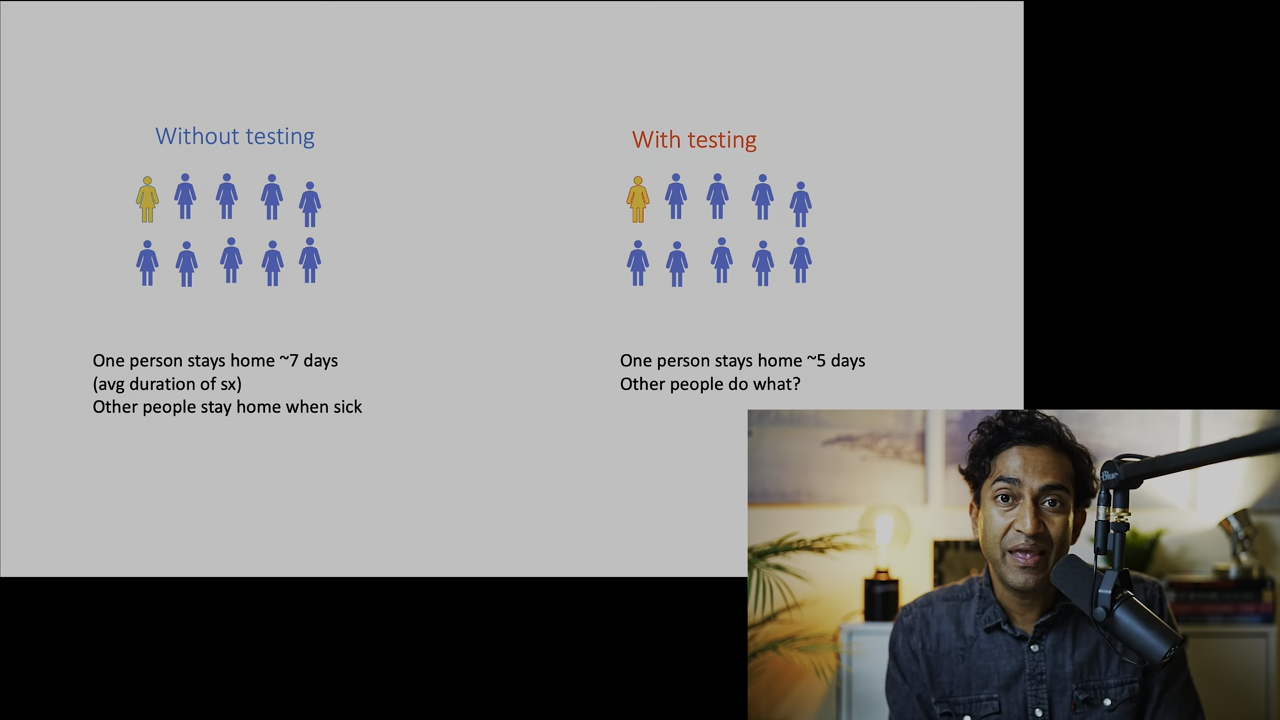 Without testing
One person stays home ~7 days
(avg duration of sx)
Other people stay home when sick
With testing
One person stays home ~5 days
Other people do what?